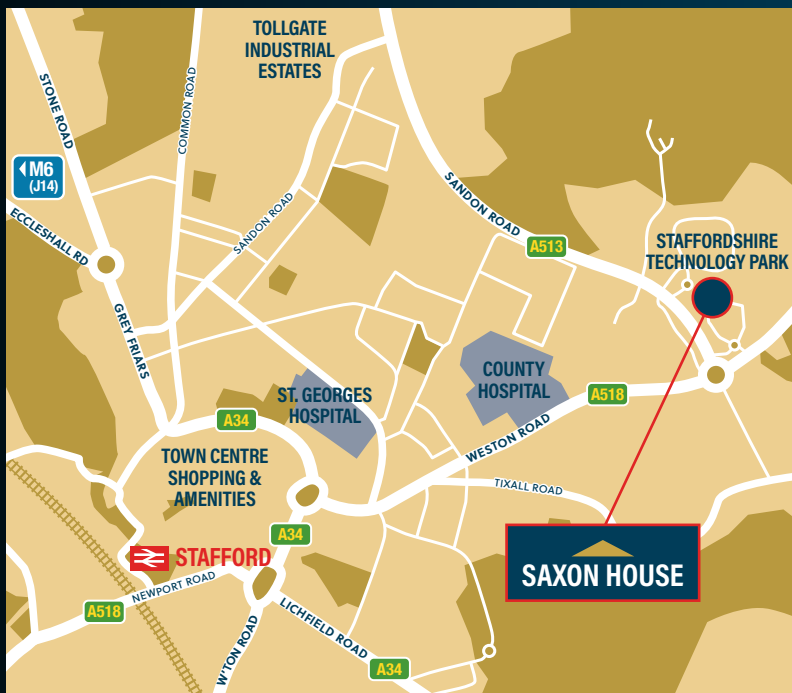 TOLLGATE
INDUSTRIAL
ESTATES
STONE ROAD
COMMON ROAD
M6
(J14)
ECCLESHALL RD
SANDON ROAD
SANDON ROAD
A513
STAFFORDSHIRE
TECHNOLOGY PARK
GREY FRIARS
ST. GEORGES
HOSPITAL
COUNTY
HOSPITAL
A518
A34
WESTON ROAD
TOWN CENTRE
SHOPPING &
AMENITIES
TIXALL ROAD
A34
STAFFORD
SAXON HOUSE
NEWPORT ROAD
A518
W'TON ROAD
LICHFIELD ROAD
A34